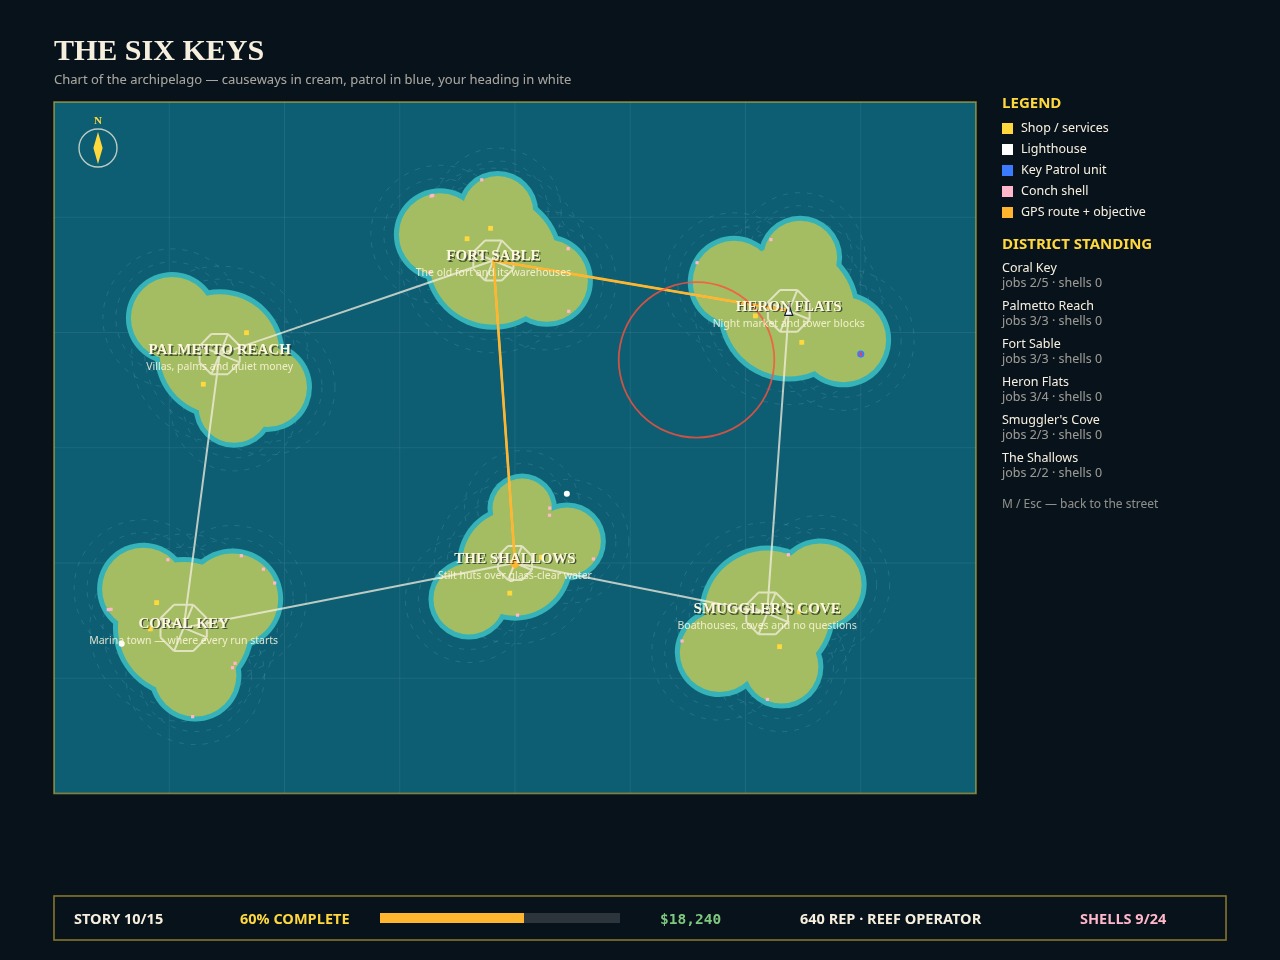 THE SIX KEYS
Chart of the archipelago — causeways in cream, patrol in blue, your heading in white
N
FORT SABLE
The old fort and its warehouses
HERON FLATS
Night market and tower blocks
PALMETTO REACH
Villas, palms and quiet money
THE SHALLOWS
Stilt huts over glass-clear water
SMUGGLER'S COVE
Boathouses, coves and no questions
CORAL KEY
Marina town — where every run starts
LEGEND
Shop / services
Lighthouse
Key Patrol unit
Conch shell
GPS route + objective
DISTRICT STANDING
Coral Key
jobs 2/5 · shells 0
Palmetto Reach
jobs 3/3 · shells 0
Fort Sable
jobs 3/3 · shells 0
Heron Flats
jobs 3/4 · shells 0
Smuggler's Cove
jobs 2/3 · shells 0
The Shallows
jobs 2/2 · shells 0
M / Esc — back to the street
STORY 10/15
60% COMPLETE
$18,240
640 REP · REEF OPERATOR
SHELLS 9/24